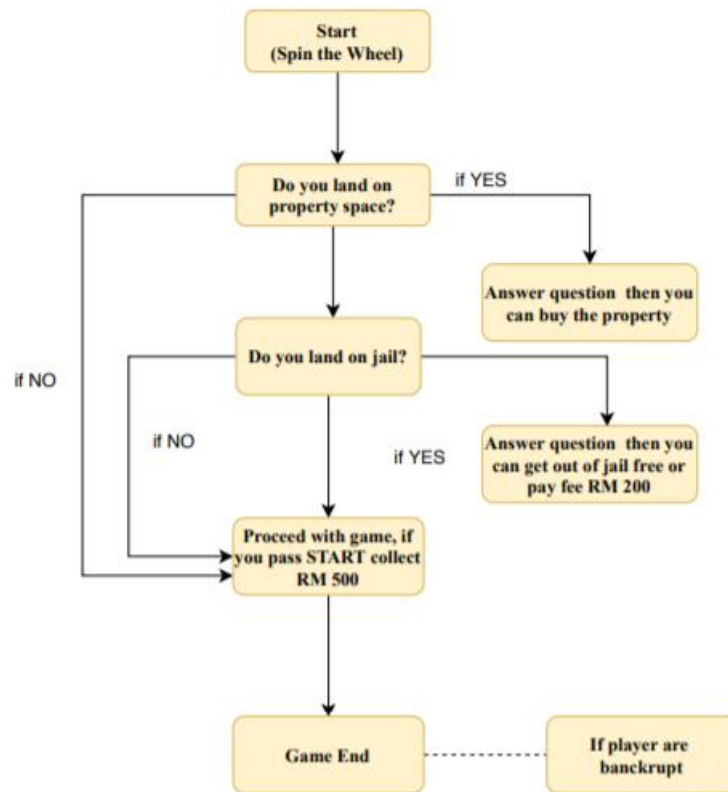 Start
(Spin the Wheel)
Do you land on
property space?
if YES
Answer question then you
can buy the property
Do you land on jail?
if NO
if NO
if YES
Answer question then you
can get out of jail free or
pay fee RM 200
Proceed with game, if
you pass START collect
RM 500
Game End
If player are
banckrupt